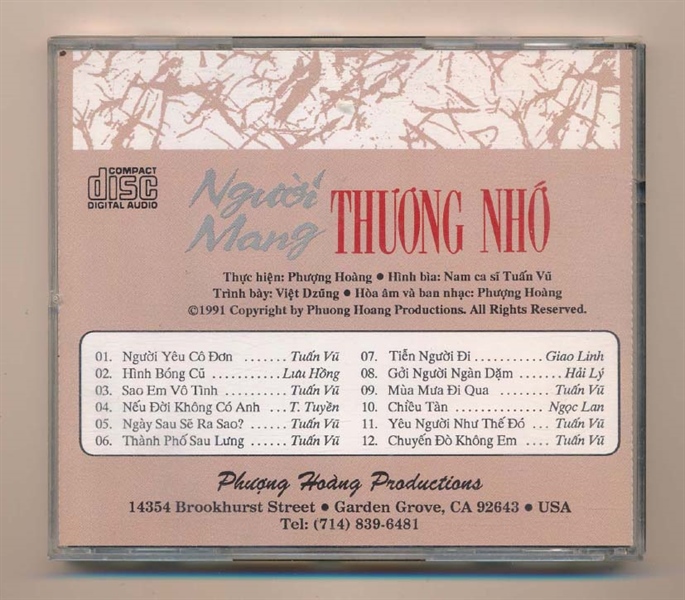 COMPACT
disc
DIGITAL AUDIO
Người
Mang THƯƠNG NHỚ
Thực hiện: Phượng Hoàng ● Hình bìa: Nam ca sĩ Tuấn Vũ
Trình bày: Việt Dzũng ● Hòa âm và ban nhạc: Phượng Hoàng
©1991 Copyright by Phuong Hoang Productions. All Rights Reserved.
01. Người Yêu Cô Đơn ...... Tuấn Vũ
02. Hình Bóng Cũ ........ Lưu Hồng
03. Sao Em Vô Tình ........ Tuấn Vũ
04. Nếu Đời Không Có Anh .... T. Tuyền
05. Ngày Sau Sẽ Ra Sao? ..... Tuấn Vũ
06. Thành Phố Sau Lưng ..... Tuấn Vũ
07. Tiễn Người Đi .......... Giao Linh
08. Gởi Người Ngàn Dặm ..... Hải Lý
09. Mùa Mưa Đi Qua ...... Tuấn Vũ
10. Chiều Tàn ............. Ngọc Lan
11. Yêu Người Như Thế Đó .. Tuấn Vũ
12. Chuyến Đò Không Em ... Tuấn Vũ
Phượng Hoàng Productions
14354 Brookhurst Street ● Garden Grove, CA 92643 ● USA
Tel: (714) 839-6481